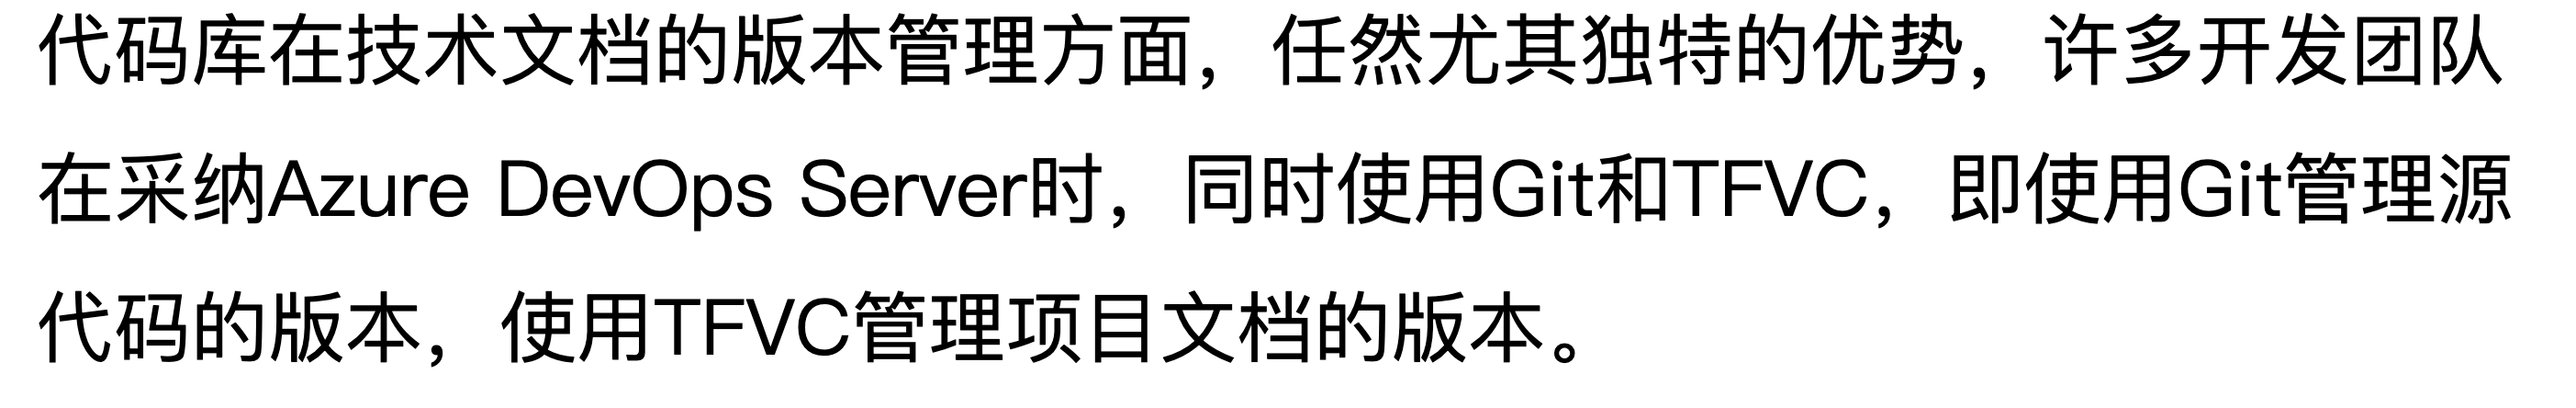 代码库在技术文档的版本管理方面，任然尤其独特的优势，许多开发团队
在采纳Azure DevOps Server时，同时使用Git和TFVC，即使用Git管理源
代码的版本，使用TFVC管理项目文档的版本。